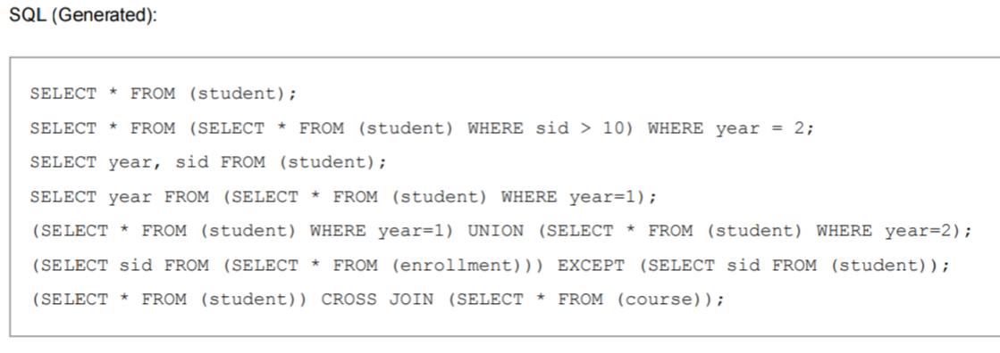 SQL (Generated):
SELECT * FROM (student);
SELECT * FROM (SELECT * FROM (student) WHERE sid > 10) WHERE year = 2;
SELECT year, sid FROM (student);
SELECT year FROM (SELECT * FROM (student) WHERE year=1);
(SELECT * FROM (student) WHERE year=1) UNION (SELECT * FROM (student) WHERE year=2);
(SELECT sid FROM (SELECT * FROM (enrollment))) EXCEPT (SELECT sid FROM (student));
(SELECT * FROM (student)) CROSS JOIN (SELECT * FROM (course));